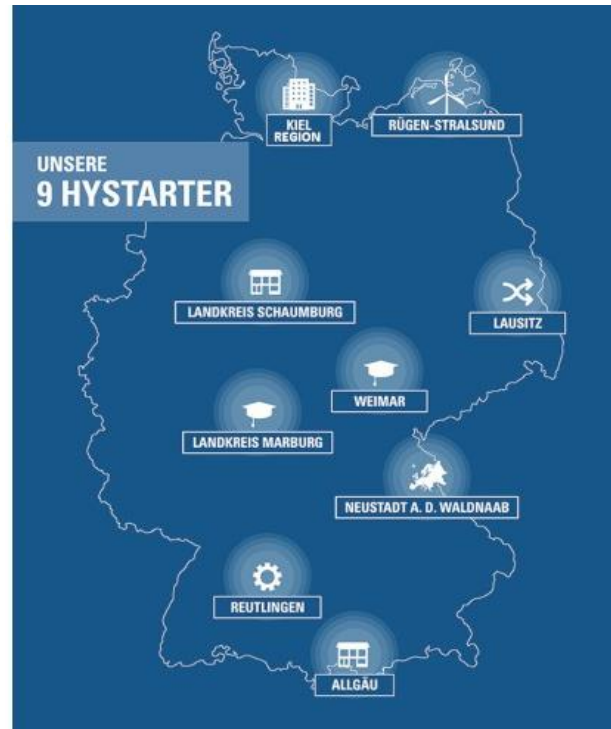 KIEL
REGION
RÜGEN-STRALSUND
UNSERE
9 HYSTARTER
LANDKREIS SCHAUMBURG
LAUSITZ
WEIMAR
LANDKREIS MARBURG
NEUSTADT A. D. WALDNAAB
REUTLINGEN
ALLGÄU